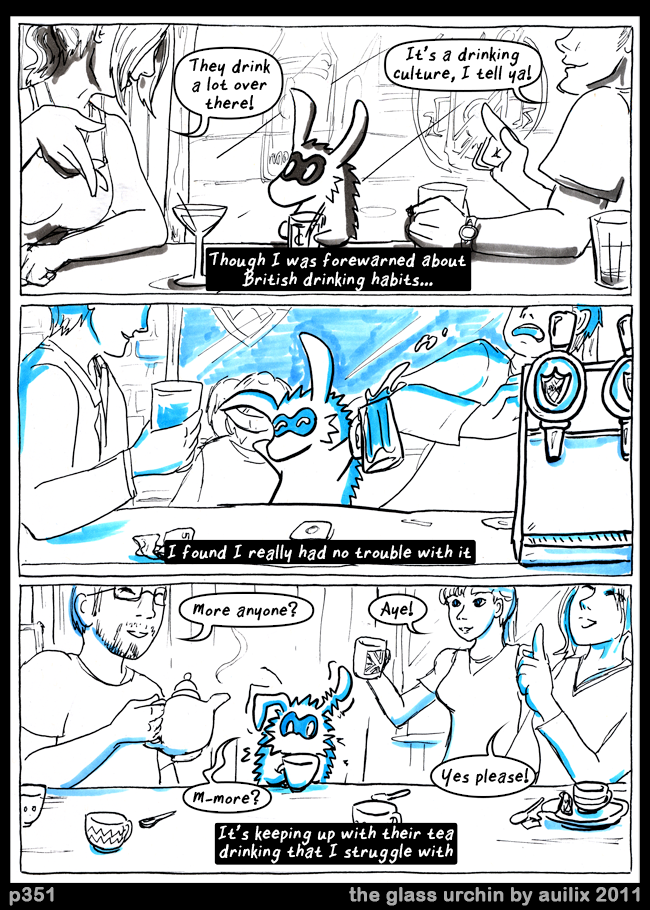 They drink
a lot over
there!
It's a drinking
culture, I tell ya!
Though I was forewarned about
British drinking habits...
I found I really had no trouble with it
More anyone?
Aye!
Yes please!
M-more?
It's keeping up with their tea
drinking that I struggle with
p351
the glass urchin by auilix 2011